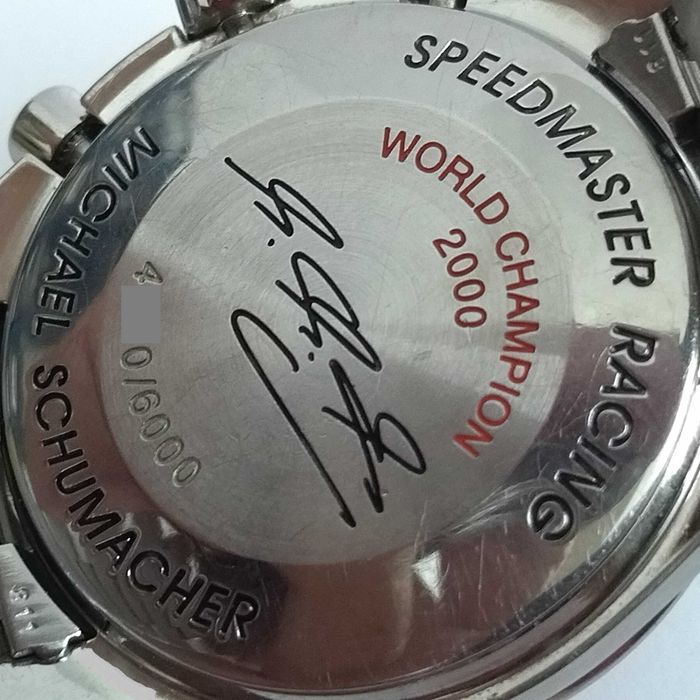 SPEEDMASTER RACING
WORLD CHAMPION
2000
4 0/6000
MICHAEL SCHUMACHER